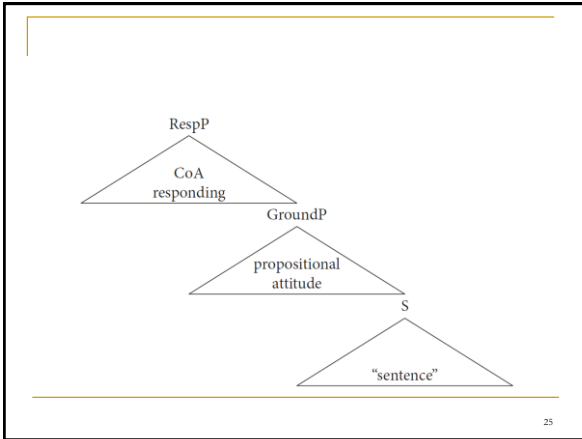 RespP
CoA
responding
GroundP
propositional
attitude
S
“sentence”
25